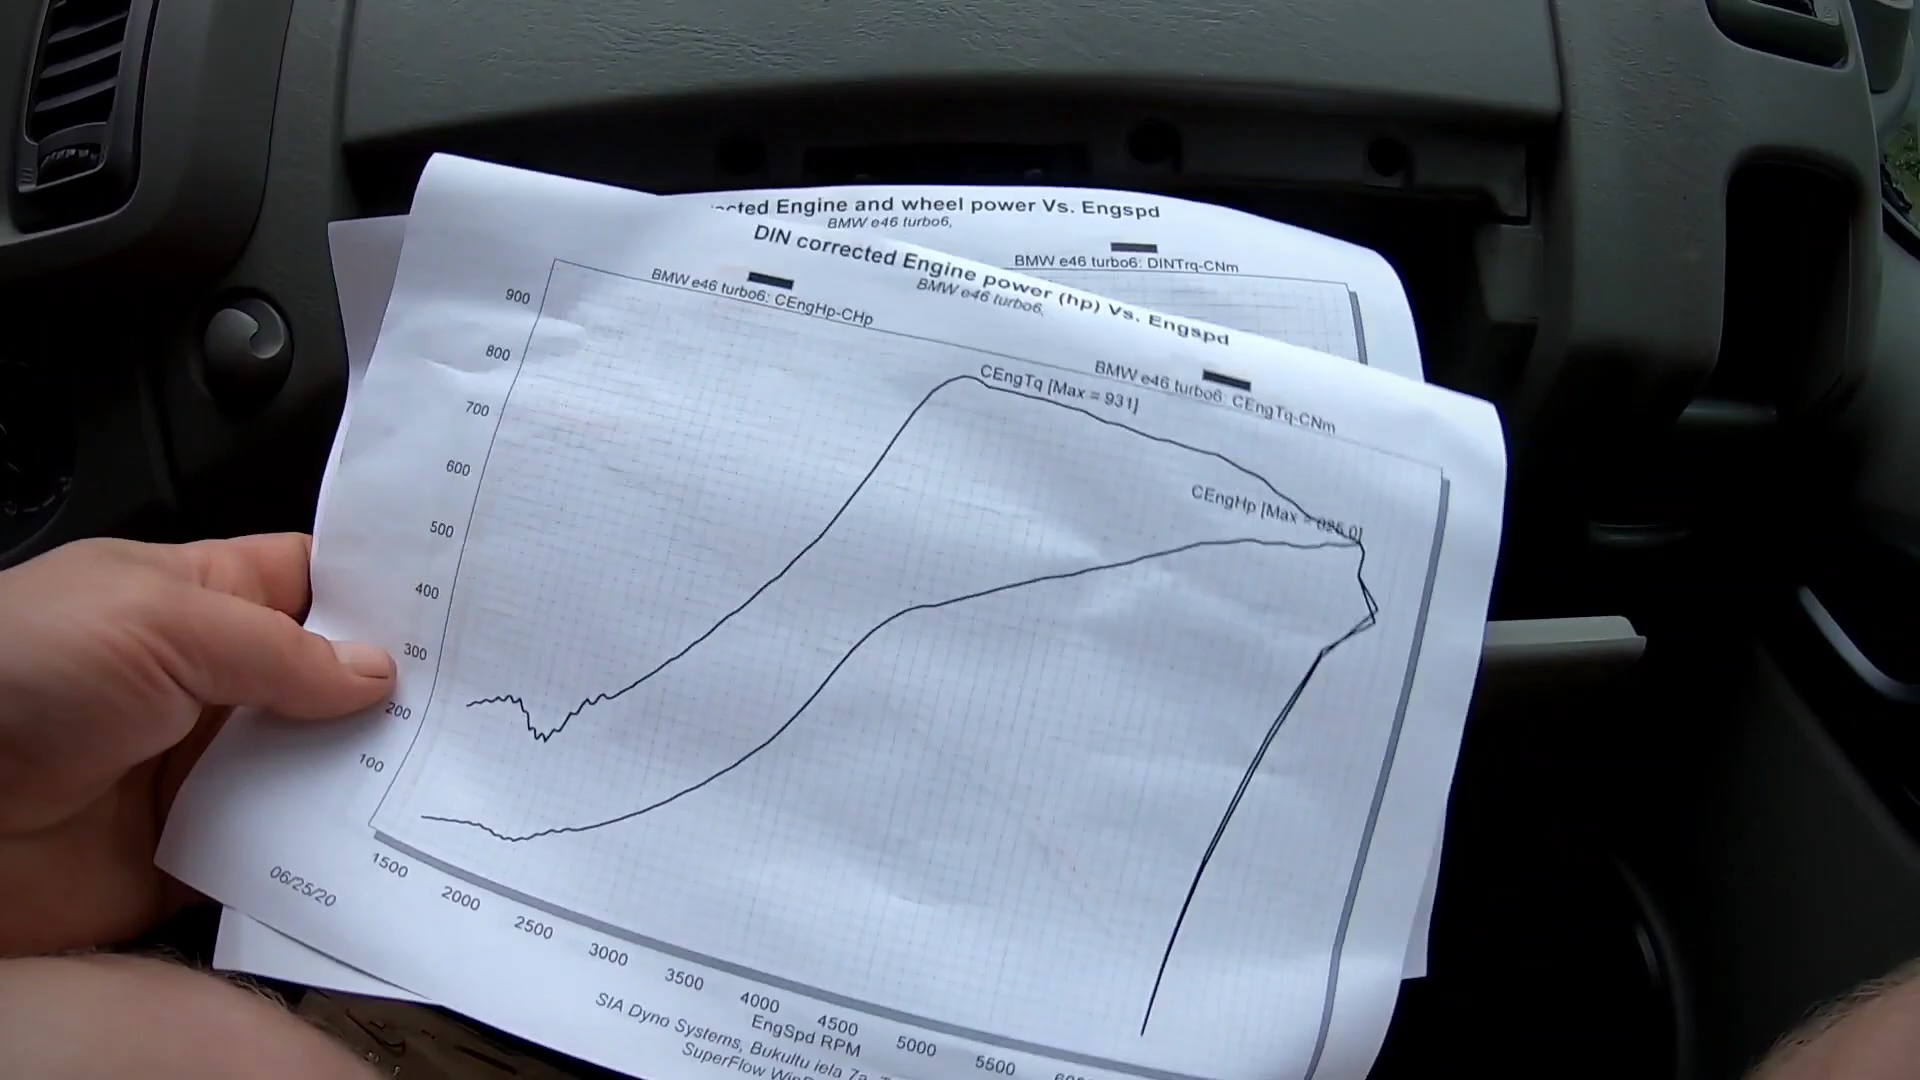 cted Engine and wheel power Vs. Engspd
BMW e46 turbo6,
BMW e46 turbo6: DINTrq-CNm
DIN corrected Engine power (hp) Vs. Engspd
BMW e46 turbo6,
BMW e46 turbo6: CEngHp-CHp
BMW e46 turbo6: CEngTq-CNm
CEngTq [Max = 931]
CEngHp [Max =
900
800
700
600
500
400
300
200
100
1500
2000
2500
3000
3500
4000
4500
5000
5500
EngSpd RPM
06/25/20
SIA Dyno Systems, Bukultu iela 7a,
SuperFlow